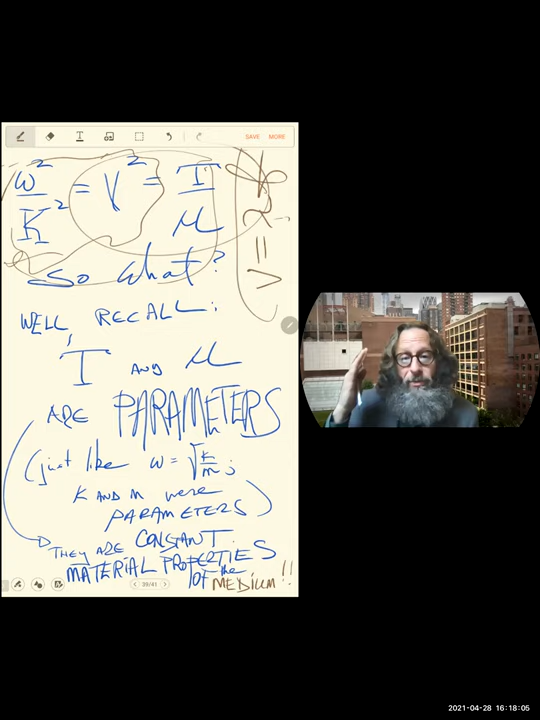 SAVE MORE
ω²/K² = V² = T/μ
V = λf
So what?
WELL, RECALL:
T AND μ
ARE PARAMETERS
(just like ω = √k/m;
K AND M were
PARAMETERS)
THEY ARE CONSTANT
MATERIAL PROPERTIES
OF the MEDIUM!!
39/41
2021-04-28 16:18:05